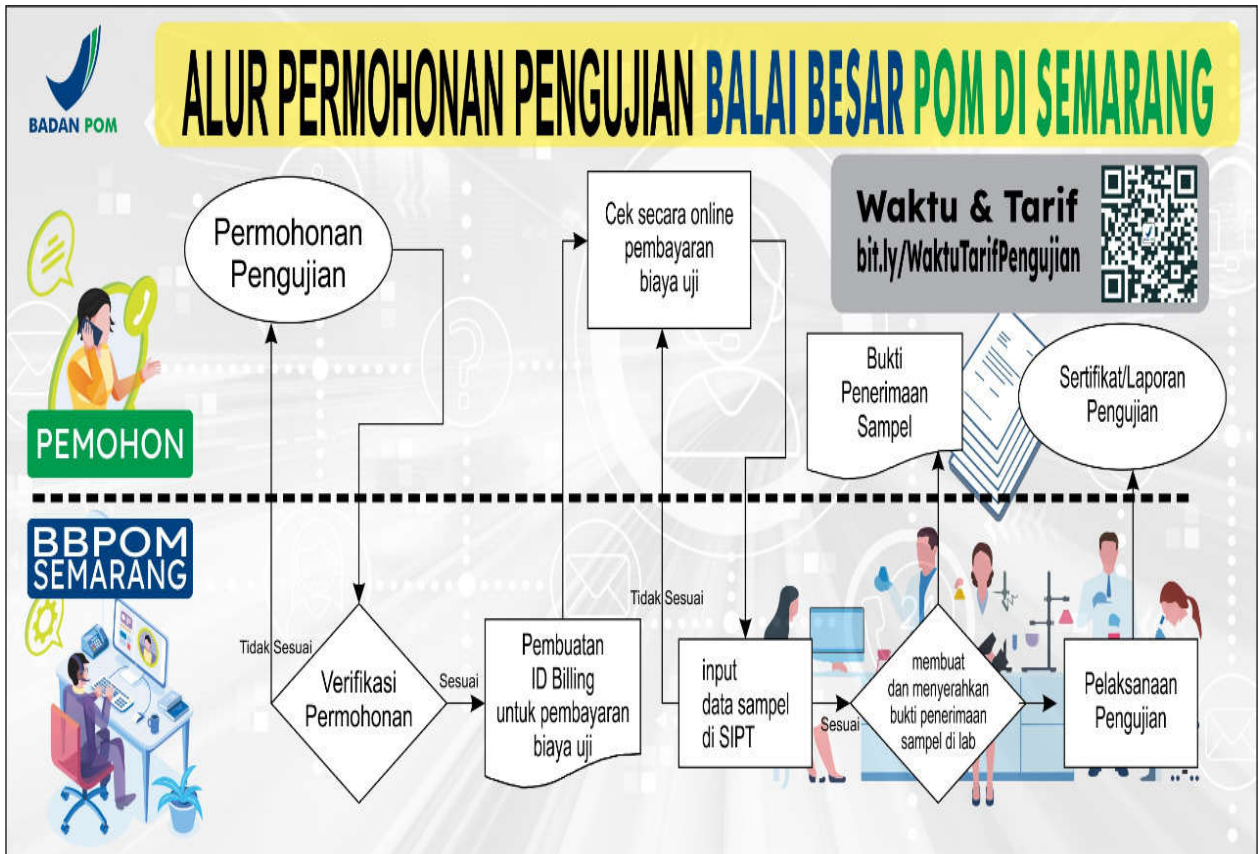 BADAN POM
ALUR PERMOHONAN PENGUJIAN BALAI BESAR POM DI SEMARANG
Waktu & Tarif
bit.ly/WaktuTarifPengujian
PEMOHON
Permohonan
Pengujian
Cek secara online
pembayaran
biaya uji
Bukti
Penerimaan
Sampel
Sertifikat/Laporan
Pengujian
BBPOM
SEMARANG
Tidak Sesuai
Verifikasi
Permohonan
Sesuai
Pembuatan
ID Billing
untuk pembayaran
biaya uji
Tidak Sesuai
input
data sampel
di SIPT
Sesuai
membuat
dan menyerahkan
bukti penerimaan
sampel di lab
Pelaksanaan
Pengujian